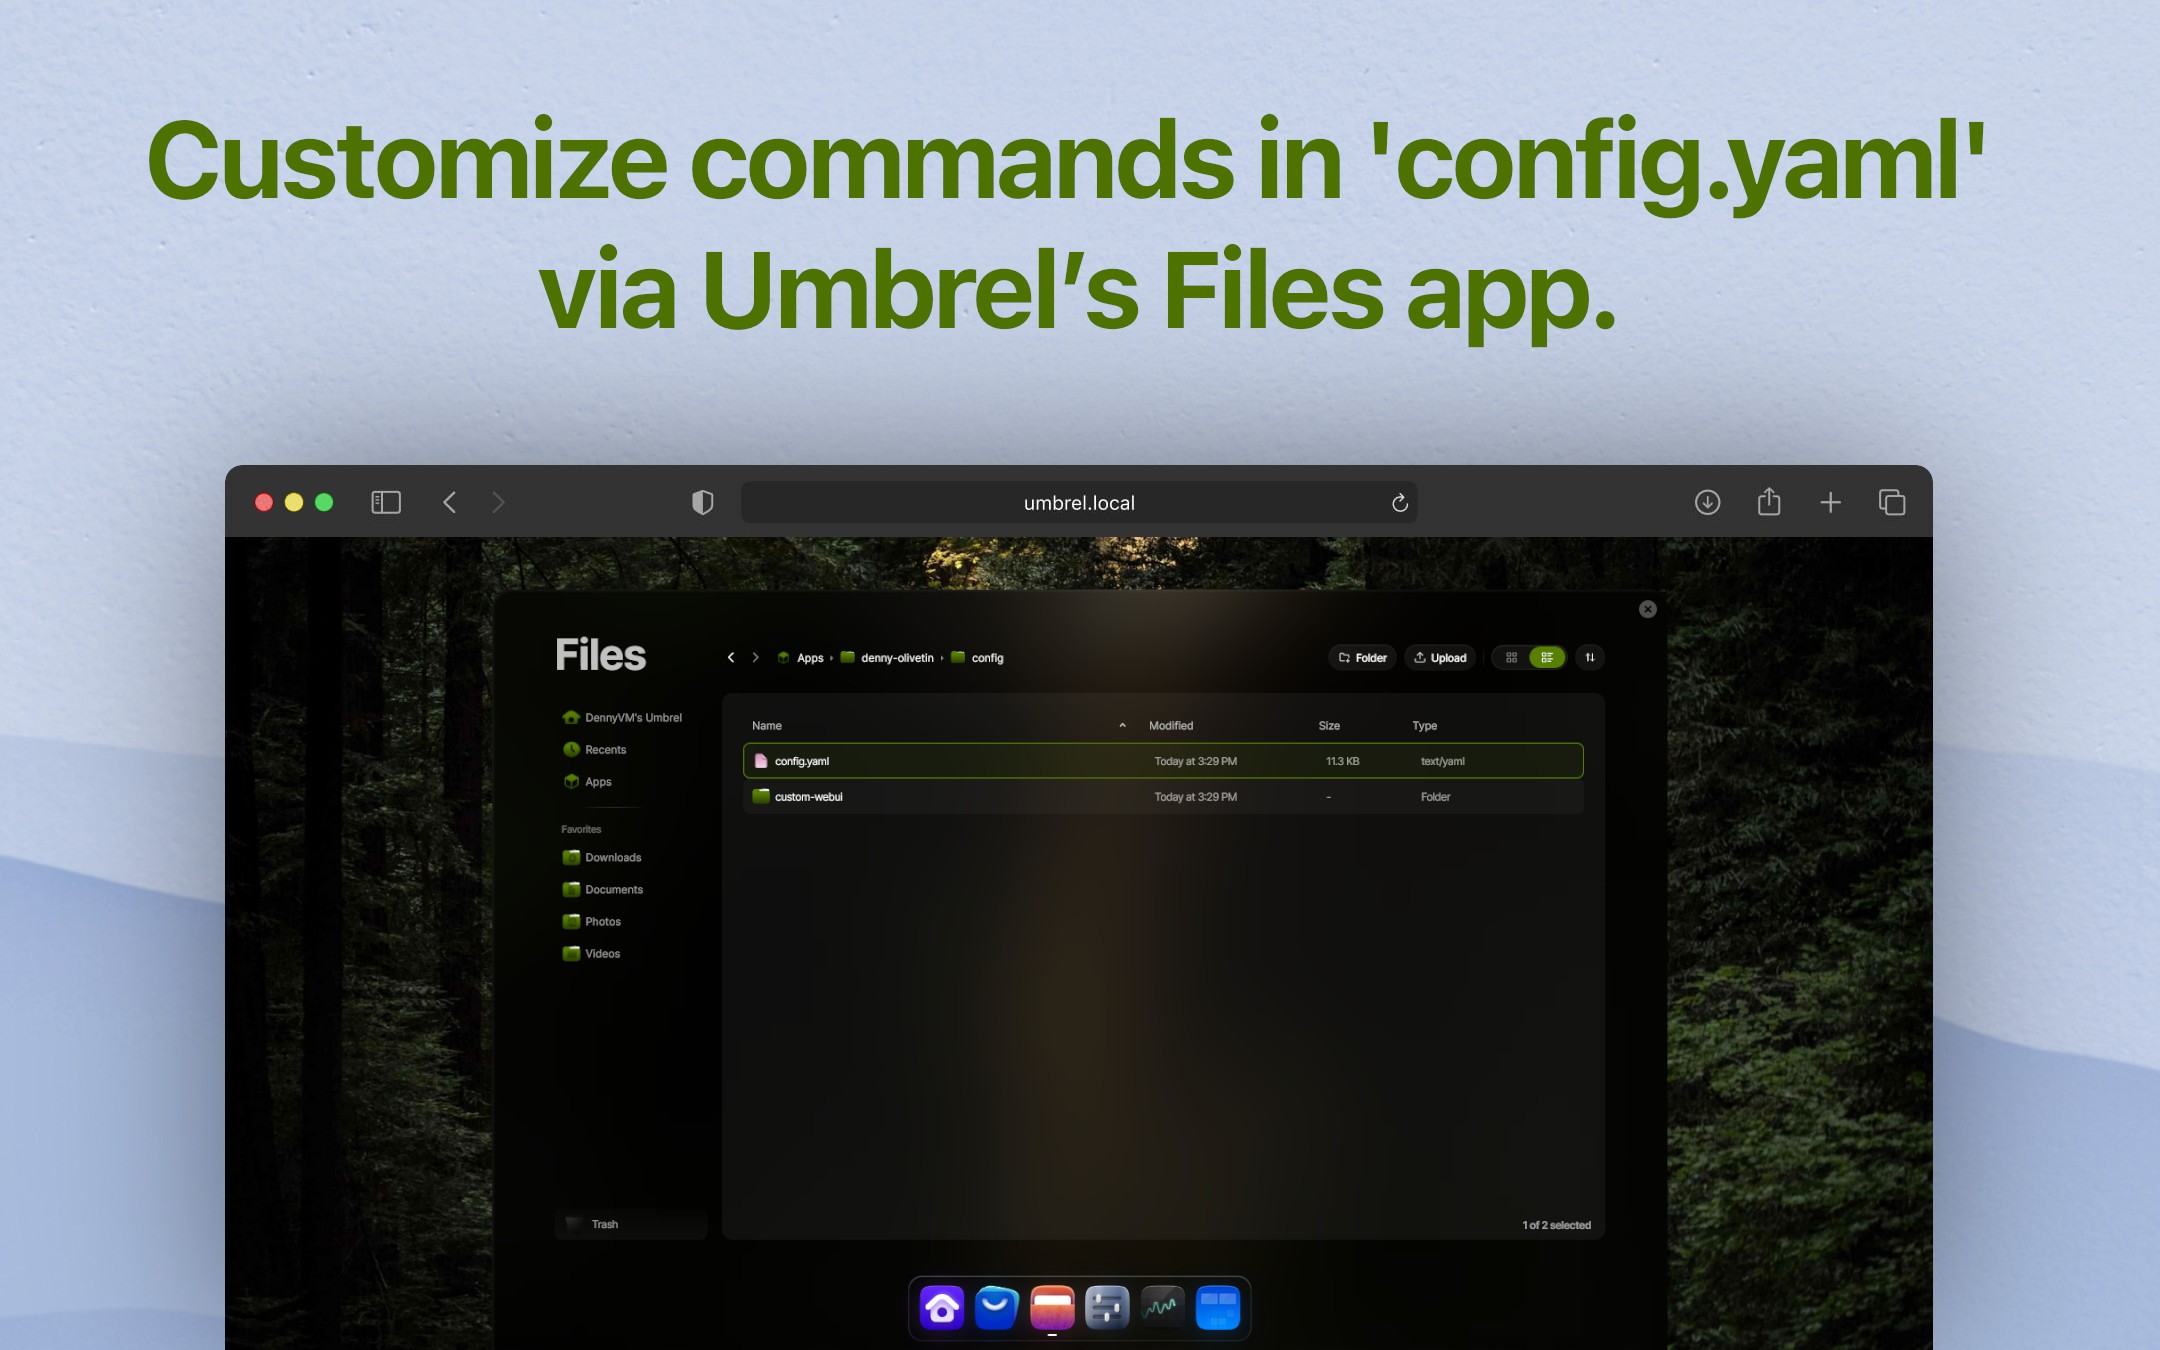 Customize commands in 'config.yaml'
via Umbrel’s Files app.
umbrel.local
Files
Apps
denny-olivetin
config
Folder
Upload
DennyVM's Umbrel
Recents
Apps
Favorites
Downloads
Documents
Photos
Videos
Trash
Name Modified Size Type
config.yaml Today at 3:29 PM 11.3 KB text/yaml
custom-webui Today at 3:29 PM - Folder
1 of 2 selected